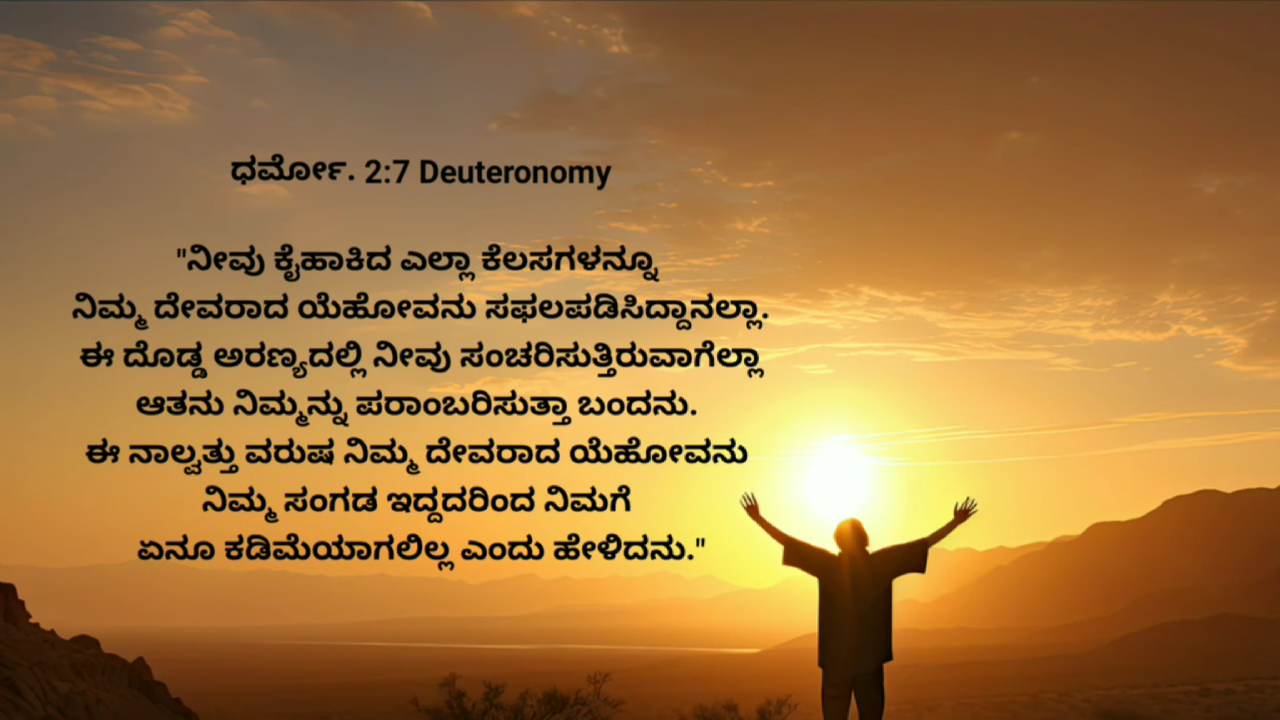 ಧರ್ಮೋ. 2:7 Deuteronomy
"ನೀವು ಕೈಹಾಕಿದ ಎಲ್ಲಾ ಕೆಲಸಗಳನ್ನೂ
ನಿಮ್ಮ ದೇವರಾದ ಯೆಹೋವನು ಸಫಲಪಡಿಸಿದ್ದಾನಲ್ಲಾ.
ಈ ದೊಡ್ಡ ಅರಣ್ಯದಲ್ಲಿ ನೀವು ಸಂಚರಿಸುತ್ತಿರುವಾಗೆಲ್ಲಾ
ಆತನು ನಿಮ್ಮನ್ನು ಪರಾಂಬರಿಸುತ್ತಾ ಬಂದನು.
ಈ ನಾಲ್ವತ್ತು ವರುಷ ನಿಮ್ಮ ದೇವರಾದ ಯೆಹೋವನು
ನಿಮ್ಮ ಸಂಗಡ ಇದ್ದದರಿಂದ ನಿಮಗೆ
ಏನೂ ಕಡಿಮೆಯಾಗಲಿಲ್ಲ ಎಂದು ಹೇಳಿದನು."